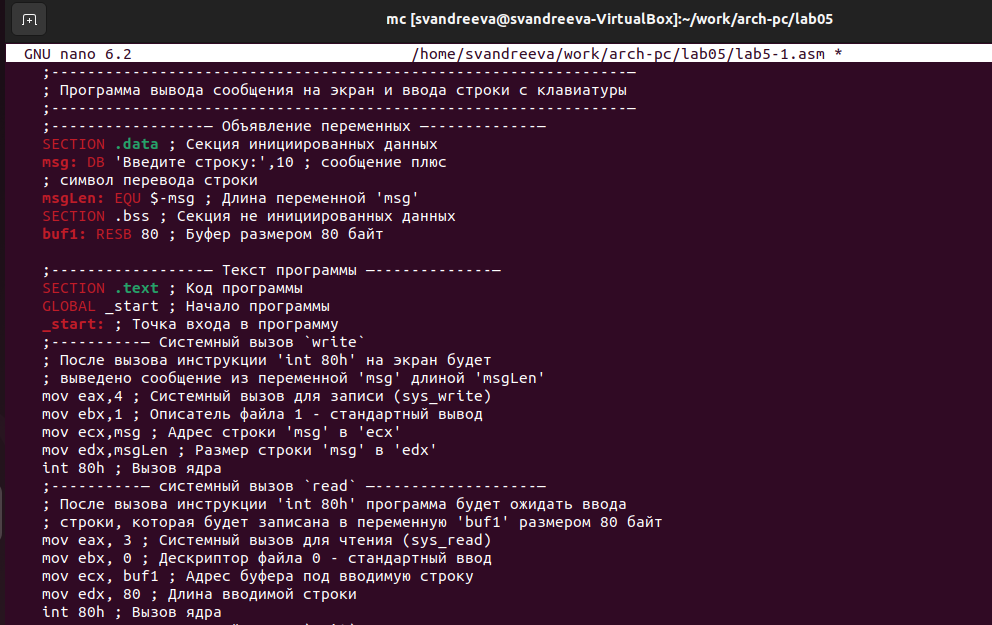 mc [svandreeva@svandreeva-VirtualBox]:~/work/arch-pc/lab05
GNU nano 6.2 /home/svandreeva/work/arch-pc/lab05/lab5-1.asm *
;----------------------------------------------------------------—
; Программа вывода сообщения на экран и ввода строки с клавиатуры
;----------------------------------------------------------------—
;-----------------— Объявление переменных —------------—
SECTION .data ; Секция инициированных данных
msg: DB 'Введите строку:',10 ; сообщение плюс
; символ перевода строки
msgLen: EQU $-msg ; Длина переменной 'msg'
SECTION .bss ; Секция не инициированных данных
buf1: RESB 80 ; Буфер размером 80 байт
;-----------------— Текст программы —-------------—
SECTION .text ; Код программы
GLOBAL _start ; Начало программы
_start: ; Точка входа в программу
;----------— Системный вызов `write`
; После вызова инструкции 'int 80h' на экран будет
; выведено сообщение из переменной 'msg' длиной 'msgLen'
mov eax,4 ; Системный вызов для записи (sys_write)
mov ebx,1 ; Описатель файла 1 - стандартный вывод
mov ecx,msg ; Адрес строки 'msg' в 'ecx'
mov edx,msgLen ; Размер строки 'msg' в 'edx'
int 80h ; Вызов ядра
;----------— системный вызов `read` —------------------—
; После вызова инструкции 'int 80h' программа будет ожидать ввода
; строки, которая будет записана в переменную 'buf1' размером 80 байт
mov eax, 3 ; Системный вызов для чтения (sys_read)
mov ebx, 0 ; Дескриптор файла 0 - стандартный ввод
mov ecx, buf1 ; Адрес буфера под вводимую строку
mov edx, 80 ; Длина вводимой строки
int 80h ; Вызов ядра